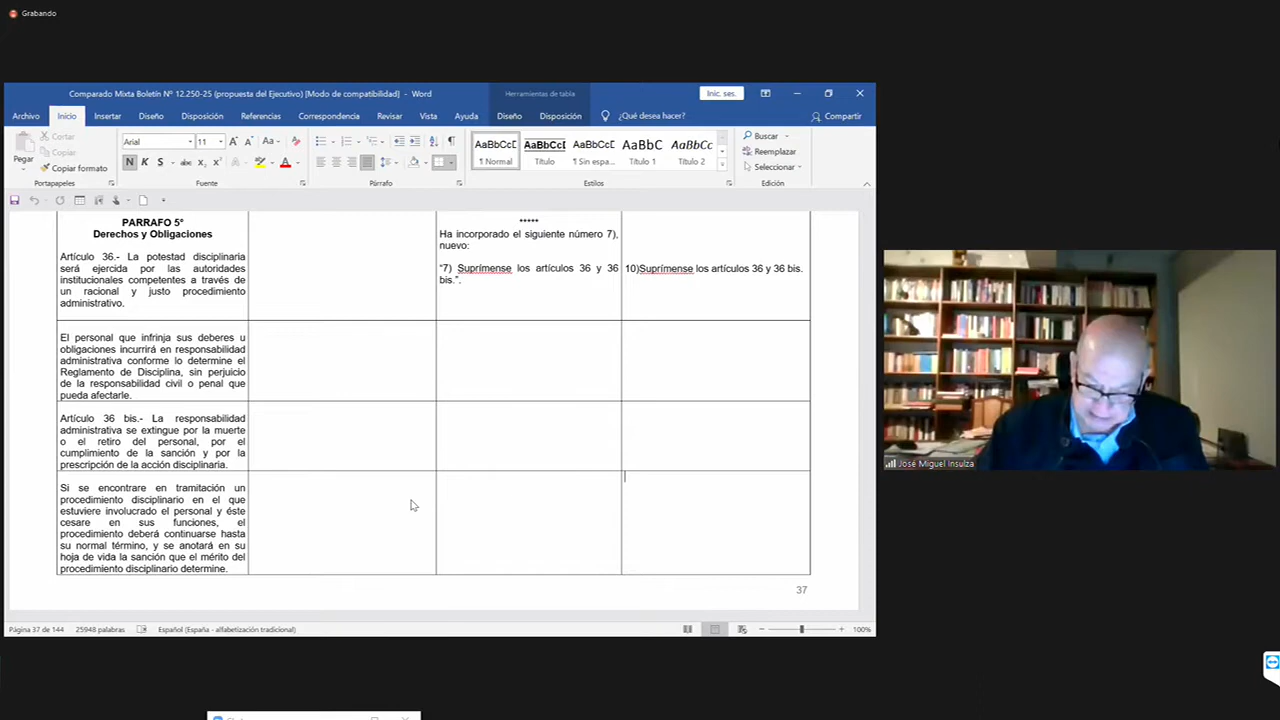 Grabando
Comparado Mixta Boletín Nº 12.250-25 (propuesta del Ejecutivo) [Modo de compatibilidad] - Word
Herramientas de tabla
Inic. ses.
Archivo Inicio Insertar Diseño Disposición Referencias Correspondencia Revisar Vista Ayuda Diseño Disposición ¿Qué desea hacer? Compartir
Pegar
Cortar
Copiar
Copiar formato
Portapapeles
Arial 11
N K S abc x₂ x²
Fuente
Párrafo
AaBbCcD
¶ Normal
AaBbCcD
Título
AaBbCcD
¶ Sin espa...
AaBbC
Título 1
AaBbCc
Título 2
Estilos
Buscar
Reemplazar
Seleccionar
Edición
PARRAFO 5°
Derechos y Obligaciones
Artículo 36.- La potestad disciplinaria
será ejercida por las autoridades
institucionales competentes a través de
un racional y justo procedimiento
administrativo.
*****
Ha incorporado el siguiente número 7),
nuevo:
"7) Suprímense los artículos 36 y 36
bis.".
10)Suprímense los artículos 36 y 36 bis.
El personal que infrinja sus deberes u
obligaciones incurrirá en responsabilidad
administrativa conforme lo determine el
Reglamento de Disciplina, sin perjuicio
de la responsabilidad civil o penal que
pueda afectarle.
Artículo 36 bis.- La responsabilidad
administrativa se extingue por la muerte
o el retiro del personal, por el
cumplimiento de la sanción y por la
prescripción de la acción disciplinaria.
Si se encontrare en tramitación un
procedimiento disciplinario en el que
estuviere involucrado el personal y éste
cesare en sus funciones, el
procedimiento deberá continuarse hasta
su normal término, y se anotará en su
hoja de vida la sanción que el mérito del
procedimiento disciplinario determine.
37
Página 37 de 144 25948 palabras Español (España - alfabetización tradicional) 100%
José Miguel Insulza